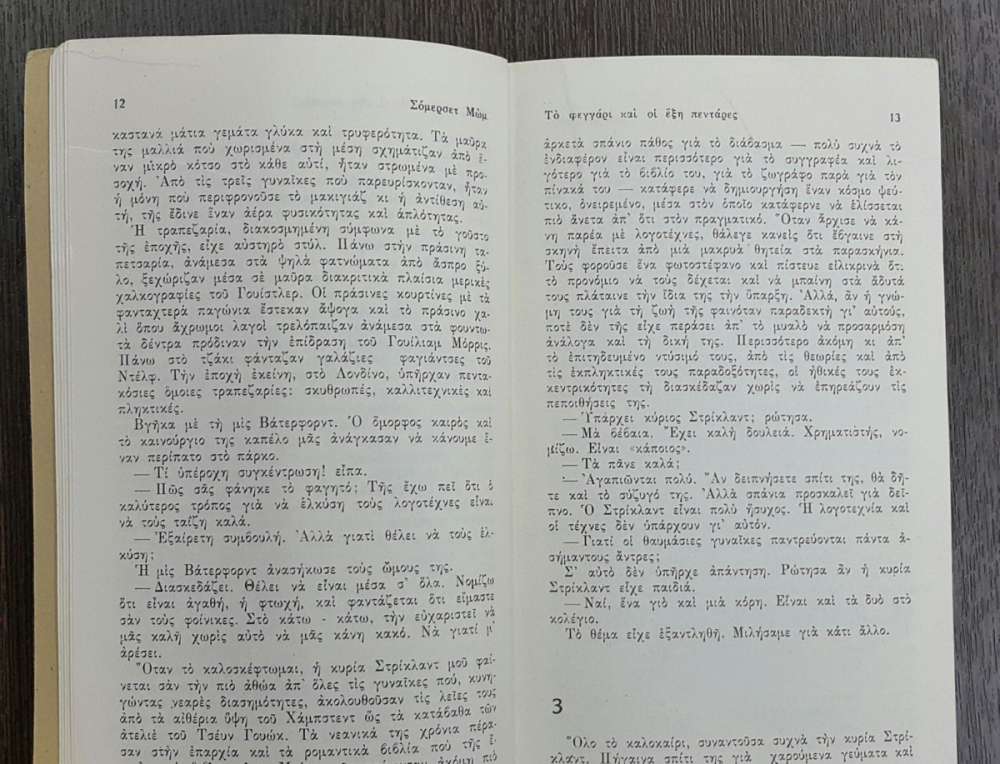 12
Σόμερσετ Μώμ
καστανὰ μάτια γεμάτα γλύκα καὶ τρυφερότητα. Τὰ μαῦρα
της μαλλιά ποὺ χωρισμένα στὴ μέση σχημάτιζαν ἀπὸ ἕ-
ναν μικρὸ κότσο στὸ κάθε αὐτί, ἦταν στρωμένα μὲ προ-
σοχή. Ἀπὸ τὶς τρεῖς γυναῖκες ποὺ παρευρίσκονταν, ἦταν
ἡ μόνη ποὺ περιφρονοῦσε τὸ μακιγιάζ κι ἡ ἀντίθεση αὐ-
τή, τῆς ἔδινε ἕναν ἀέρα φυσικότητας καὶ ἁπλότητας.
Ἡ τραπεζαρία, διακοσμημένη σύμφωνα μὲ τὸ γοῦστο
τῆς ἐποχῆς, εἶχε αὐστηρὸ στύλ. Πάνω στὴν πράσινη τα-
πετσαρία, ἀνάμεσα στὰ ψηλὰ φατνώματα ἀπὸ ἄσπρο ξύ-
λο, ξεχώριζαν μέσα σὲ μαῦρα διακριτικὰ πλαίσια μερικὲς
χαλκογραφίες τοῦ Γουίστλερ. Οἱ πράσινες κουρτίνες μὲ τὰ
φανταχτερὰ παγώνια ἔστεκαν ἄψογα καὶ τὸ πράσινο χα-
λὶ ὅπου ἄχρωμοι λαγοὶ τρελόπαιζαν ἀνάμεσα στὰ φουντω-
τὰ δέντρα πρόδιναν τὴν ἐπίδραση τοῦ Γουίλιαμ Μόρρις.
Πάνω στὸ τζάκι φάνταζαν γαλάζιες φαγιάντσες τοῦ
Ντέλφ. Τὴν ἐποχὴ ἐκείνη, στὸ Λονδίνο, ὑπῆρχαν πεντα-
κόσιες ὅμοιες τραπεζαρίες: σκυθρωπές, καλλιτεχνικὲς καὶ
πληκτικές.
Βγῆκα μὲ τὴ μὶς Βάτερφορντ. Ὁ ὄμορφος καιρὸς καὶ
τὸ καινούργιο της καπέλο μᾶς ἀνάγκασαν νὰ κάνουμε ἕ-
ναν περίπατο στὸ πάρκο.
— Τί ὑπέροχη συγκέντρωση! εἶπα.
— Πῶς σᾶς φάνηκε τὸ φαγητό; Τῆς ἔχω πεῖ ὅτι ὁ
καλύτερος τρόπος γιὰ νὰ ἑλκύση τοὺς λογοτέχνες εἶναι
νὰ τοὺς ταΐζη καλά.
— Ἐξαίρετη συμβουλή. Ἀλλὰ γιατί θέλει νὰ τοὺς ἑλ-
κύση;
Ἡ μὶς Βάτερφορντ ἀνασήκωσε τοὺς ὤμους της.
— Διασκεδάζει. Θέλει νὰ εἶναι μέσα σ' ὅλα. Νομίζω
ὅτι εἶναι ἀγαθή, ἡ φτωχή, καὶ φαντάζεται ὅτι εἴμαστε
σὰν τοὺς φοίνικες. Στὸ κάτω - κάτω, τὴν εὐχαριστεῖ νὰ
μᾶς καλῆ χωρὶς αὐτὸ νὰ μᾶς κάνη κακό. Νά γιατί μ'
ἀρέσει.
Ὅταν τὸ καλοσκέφτωμαι, ἡ κυρία Στρίκλαντ μοῦ φαί-
νεται σὰν τὴν πιὸ ἀθώα ἀπ' ὅλες τὶς γυναῖκες πού, κυνη-
γώντας νεαρὲς διασημότητες, ἀκολουθοῦσαν τὶς λεῖες τους
ἀπὸ τὰ αἰθέρια ὕψη τοῦ Χάμπστεντ ὣς τὰ κατάβαθα τῶν
ἀτελιὲ τοῦ Τσέυν Γουώκ. Τὰ νεανικά της χρόνια πέρα-
σαν στὴν ἐπαρχία καὶ τὰ ρομαντικὰ βιβλία ποὺ τῆς ἔ-
Τὸ φεγγάρι καὶ οἱ ἕξη πεντάρες
13
ἀρκετὰ σπάνιο πάθος γιὰ τὸ διάβασμα — πολὺ συχνὰ τὸ
ἐνδιαφέρον εἶναι περισσότερο γιὰ τὸ συγγραφέα καὶ λι-
γότερο γιὰ τὸ βιβλίο του, γιὰ τὸ ζωγράφο παρὰ γιὰ τὸν
πίνακά του — κατάφερε νὰ δημιουργήση ἕναν κόσμο ψεύ-
τικο, ὀνειρεμένο, μέσα στὸν ὁποῖο κατάφερνε νὰ ἐλίσσεται
πιὸ ἄνετα ἀπ' ὅτι στὸν πραγματικό. Ὅταν ἄρχισε νὰ κά-
νη παρέα μὲ λογοτέχνες, θάλεγε κανεὶς ὅτι ἔβγαινε στὴ
σκηνὴ ἔπειτα ἀπὸ μιὰ μακρυὰ θητεία στὰ παρασκήνια.
Τοὺς φοροῦσε ἕνα φωτοστέφανο καὶ πίστευε εἰλικρινὰ ὅτι
τὸ προνόμιο νὰ τοὺς δέχεται καὶ νὰ μπαίνη στὰ ἄδυτά
τους πλάταινε τὴν ἴδια της τὴν ὕπαρξη. Ἀλλά, ἂν ἡ γνώ-
μη τους γιὰ τὴ ζωὴ τῆς φαινόταν παραδεκτὴ γι' αὐτούς,
ποτὲ δὲν τῆς εἶχε περάσει ἀπ' τὸ μυαλὸ νὰ προσαρμόση
ἀνάλογα καὶ τὴ δική της. Περισσότερο ἀκόμη κι ἀπ'
τὸ ἐπιτηδευμένο ντύσιμό τους, ἀπὸ τὶς θεωρίες καὶ ἀπὸ
τὶς ἐκπληκτικές τους παραδοξότητες, οἱ ἠθικές τους ἐκ-
κεντρικότητες τὴ διασκέδαζαν χωρὶς νὰ ἐπηρεάζουν τὶς
πεποιθήσεις της.
— Ὑπάρχει κύριος Στρίκλαντ; ρώτησα.
— Μὰ βέβαια. Ἔχει καλὴ δουλειά. Χρηματιστής, νο-
μίζω. Εἶναι «κάποιος».
— Τὰ πᾶνε καλά;
— Ἀγαπιῶνται πολύ. Ἂν δειπνήσετε σπίτι της, θὰ δῆ-
τε καὶ τὸ σύζυγό της. Ἀλλὰ σπάνια προσκαλεῖ γιὰ δεῖ-
πνο. Ὁ Στρίκλαντ εἶναι πολὺ ἥσυχος. Ἡ λογοτεχνία καὶ
οἱ τέχνες δὲν ὑπάρχουν γι' αὐτόν.
— Γιατί οἱ θαυμάσιες γυναῖκες παντρεύονται πάντα ἀ-
σήμαντους ἄντρες;
Σ' αὐτὸ δὲν ὑπῆρχε ἀπάντηση. Ρώτησα ἂν ἡ κυρία
Στρίκλαντ εἶχε παιδιά.
— Ναί, ἕνα γιὸ καὶ μιὰ κόρη. Εἶναι καὶ τὰ δυὸ στὸ
κολέγιο.
Τὸ θέμα εἶχε ἐξαντληθῆ. Μιλήσαμε γιὰ κάτι ἄλλο.
3
Ὅλο τὸ καλοκαίρι, συναντοῦσα συχνὰ τὴν κυρία Στρί-
κλαντ. Πήγαινα σπίτι της γιὰ χαρούμενα γεύματα καὶ